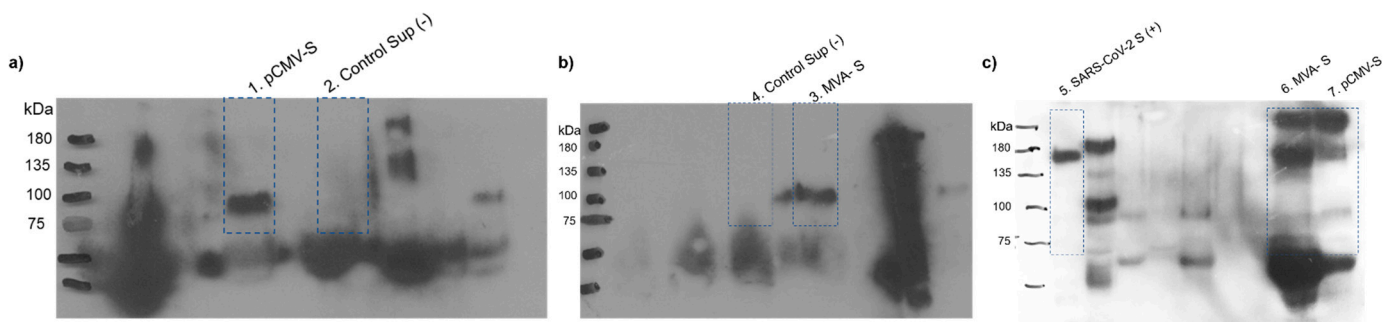 a)
1. pCMV-S
2. Control Sup (-)
kDa
180
135
100
75
b)
4. Control Sup (-)
3. MVA- S
kDa
180
135
100
75
c)
5. SARS-CoV-2 S (+)
6. MVA- S
7. pCMV-S
kDa
180
135
100
75